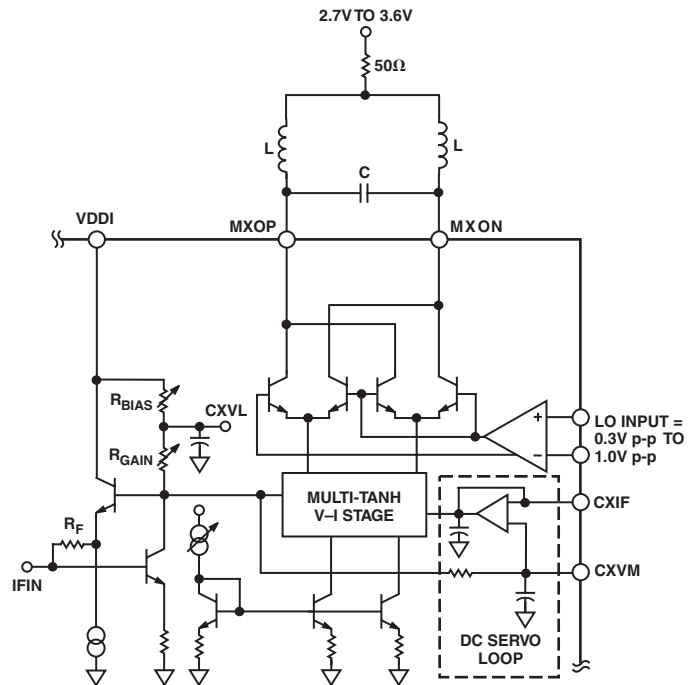 2.7V TO 3.6V
50Ω
L
L
C
VDDI
MXOP
MXON
RBIAS
CXVL
RGAIN
+
–
LO INPUT =
0.3V p-p TO
1.0V p-p
MULTI-TANH
V–I STAGE
CXIF
RF
IFIN
CXVM
DC SERVO
LOOP